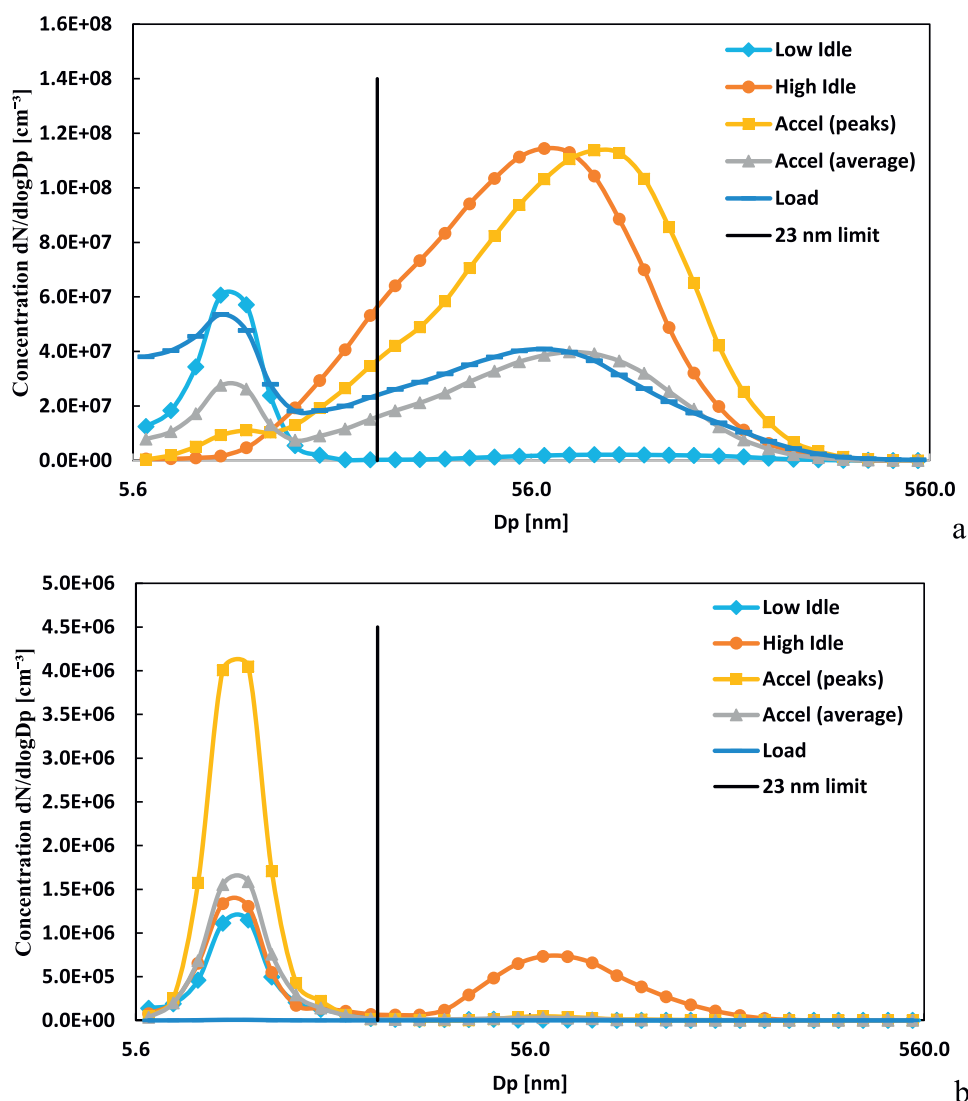 Concentration dN/dlogDp [cm⁻³]
1.6E+08
1.4E+08
1.2E+08
1.0E+08
8.0E+07
6.0E+07
4.0E+07
2.0E+07
0.0E+00
Low Idle
High Idle
Accel (peaks)
Accel (average)
Load
23 nm limit
5.6
56.0
560.0
Dp [nm]
a
Concentration dN/dlogDp [cm⁻³]
5.0E+06
4.5E+06
4.0E+06
3.5E+06
3.0E+06
2.5E+06
2.0E+06
1.5E+06
1.0E+06
5.0E+05
0.0E+00
Low Idle
High Idle
Accel (peaks)
Accel (average)
Load
23 nm limit
5.6
56.0
560.0
Dp [nm]
b